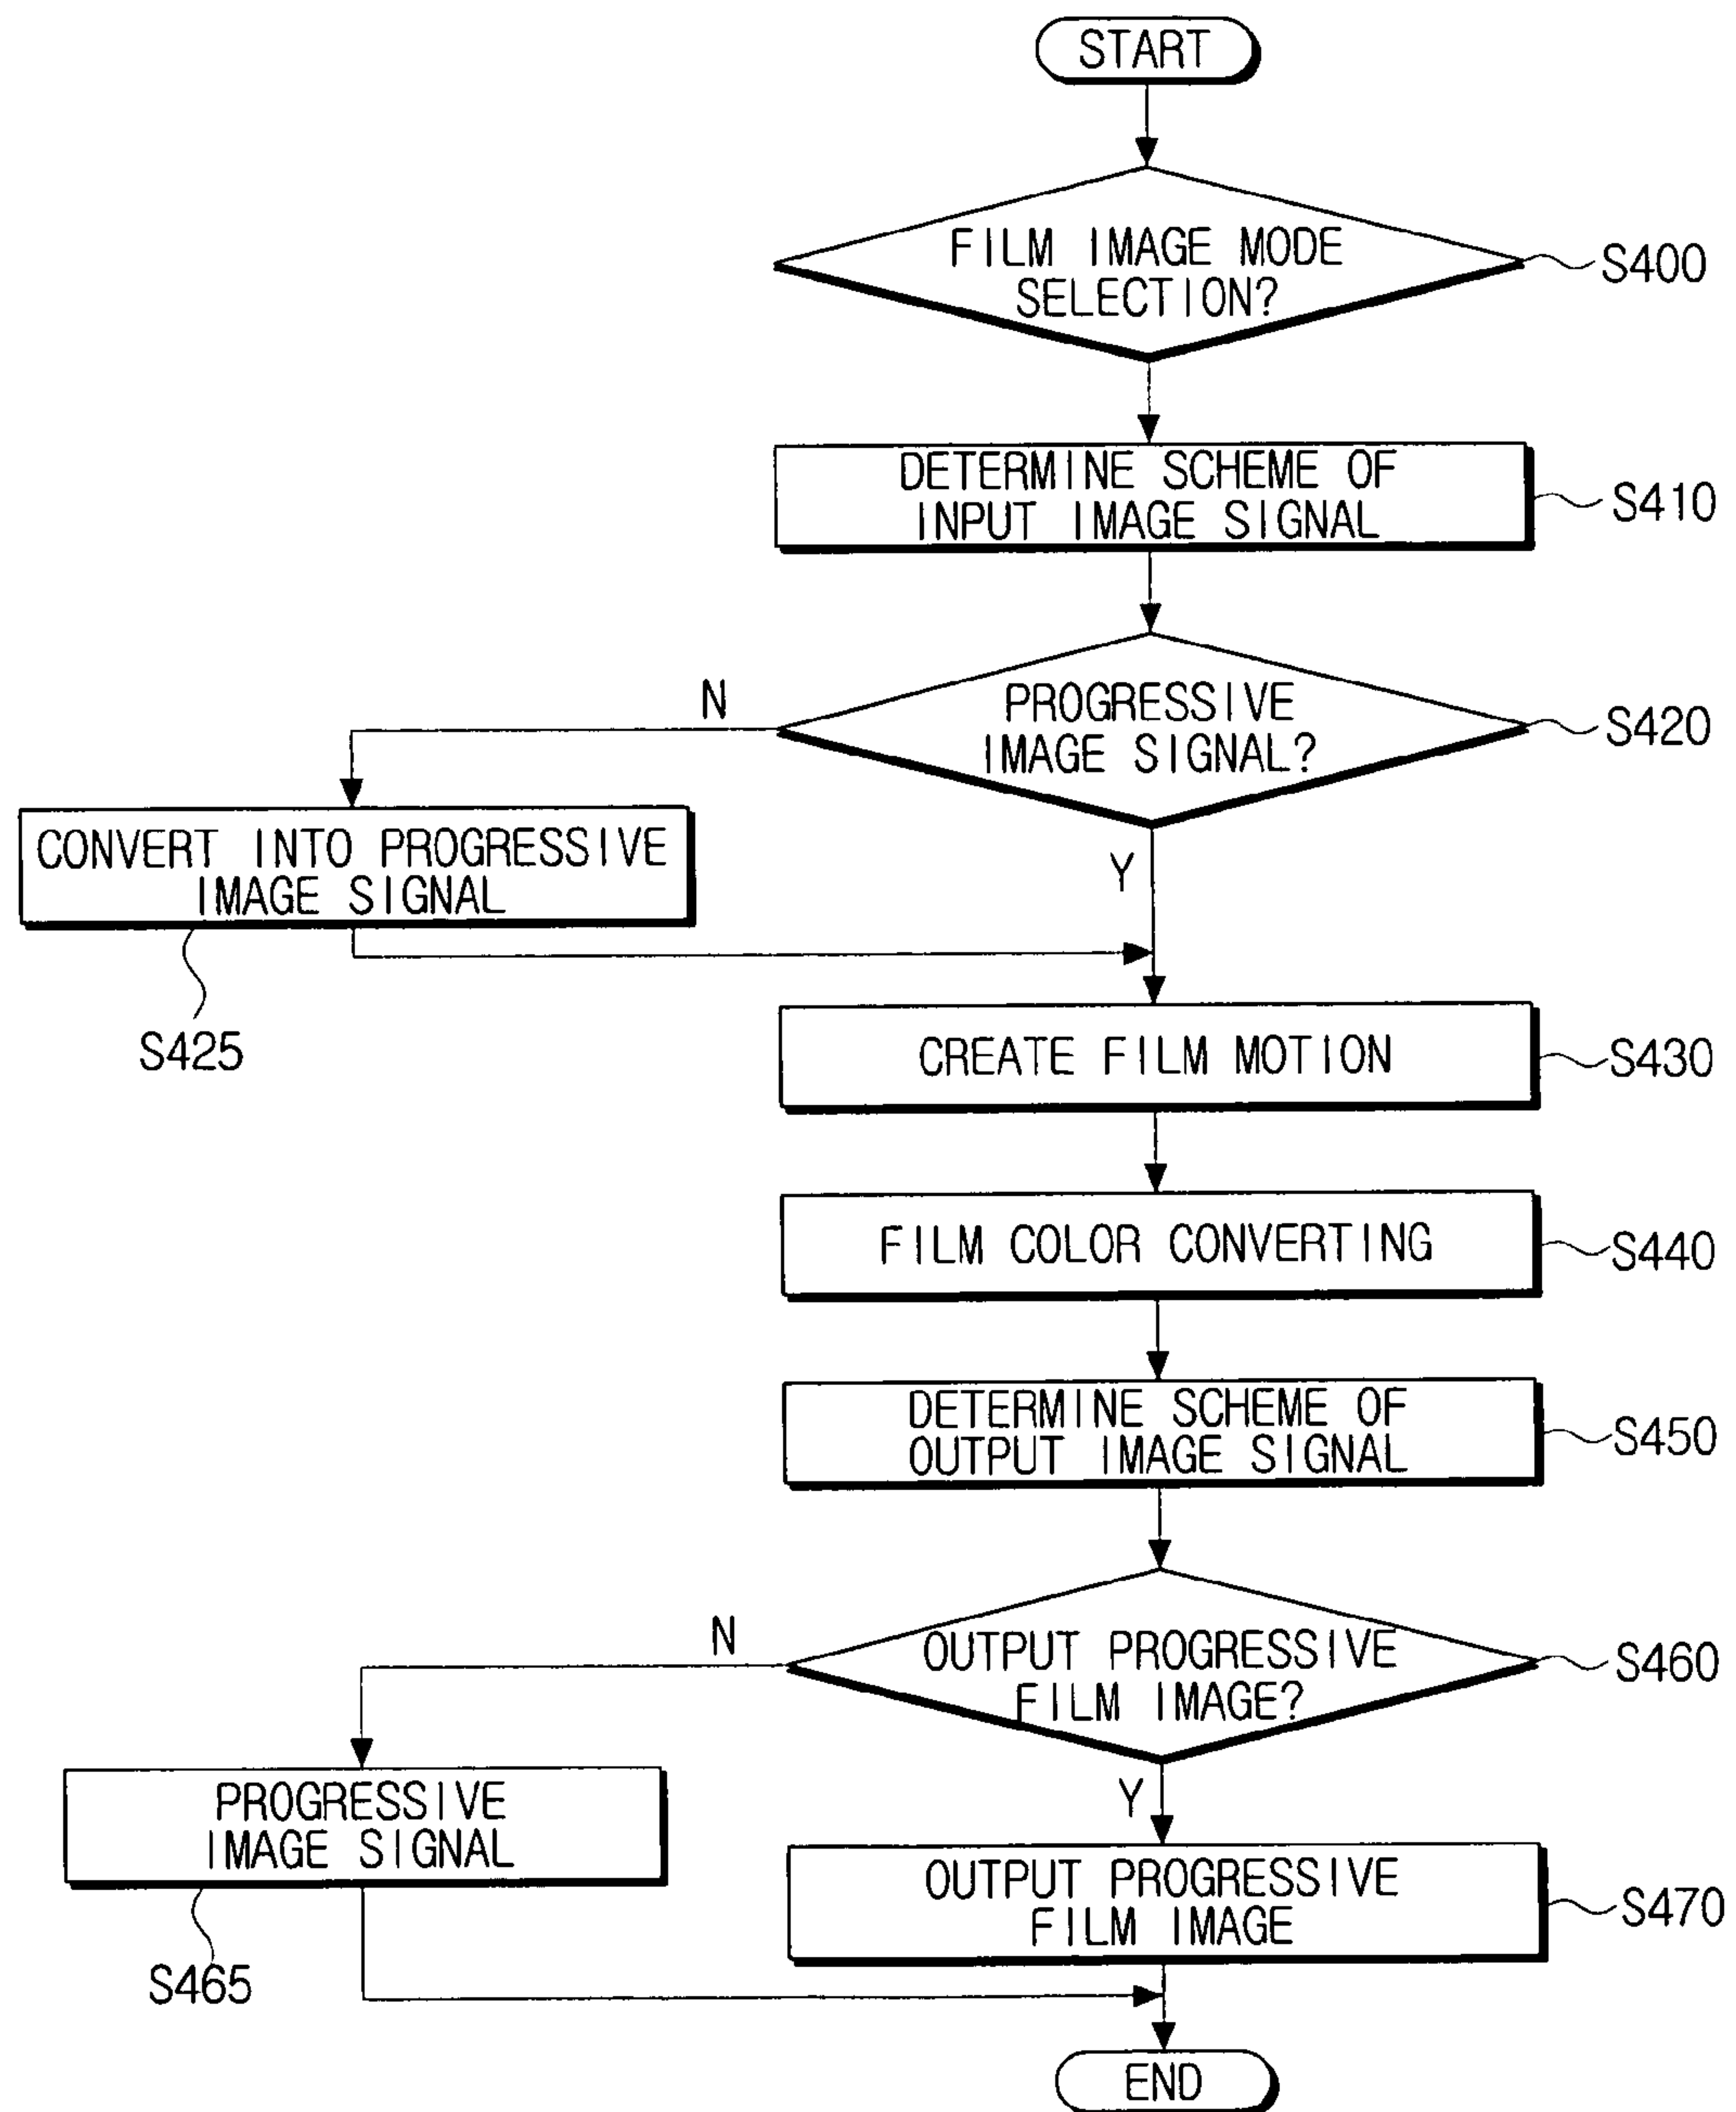 START
FILM IMAGE MODE
SELECTION?
S400
DETERMINE SCHEME OF
INPUT IMAGE SIGNAL
S410
PROGRESSIVE
IMAGE SIGNAL?
S420
N
Y
CONVERT INTO PROGRESSIVE
IMAGE SIGNAL
S425
CREATE FILM MOTION
S430
FILM COLOR CONVERTING
S440
DETERMINE SCHEME OF
OUTPUT IMAGE SIGNAL
S450
OUTPUT PROGRESSIVE
FILM IMAGE?
S460
N
Y
PROGRESSIVE
IMAGE SIGNAL
S465
OUTPUT PROGRESSIVE
FILM IMAGE
S470
END